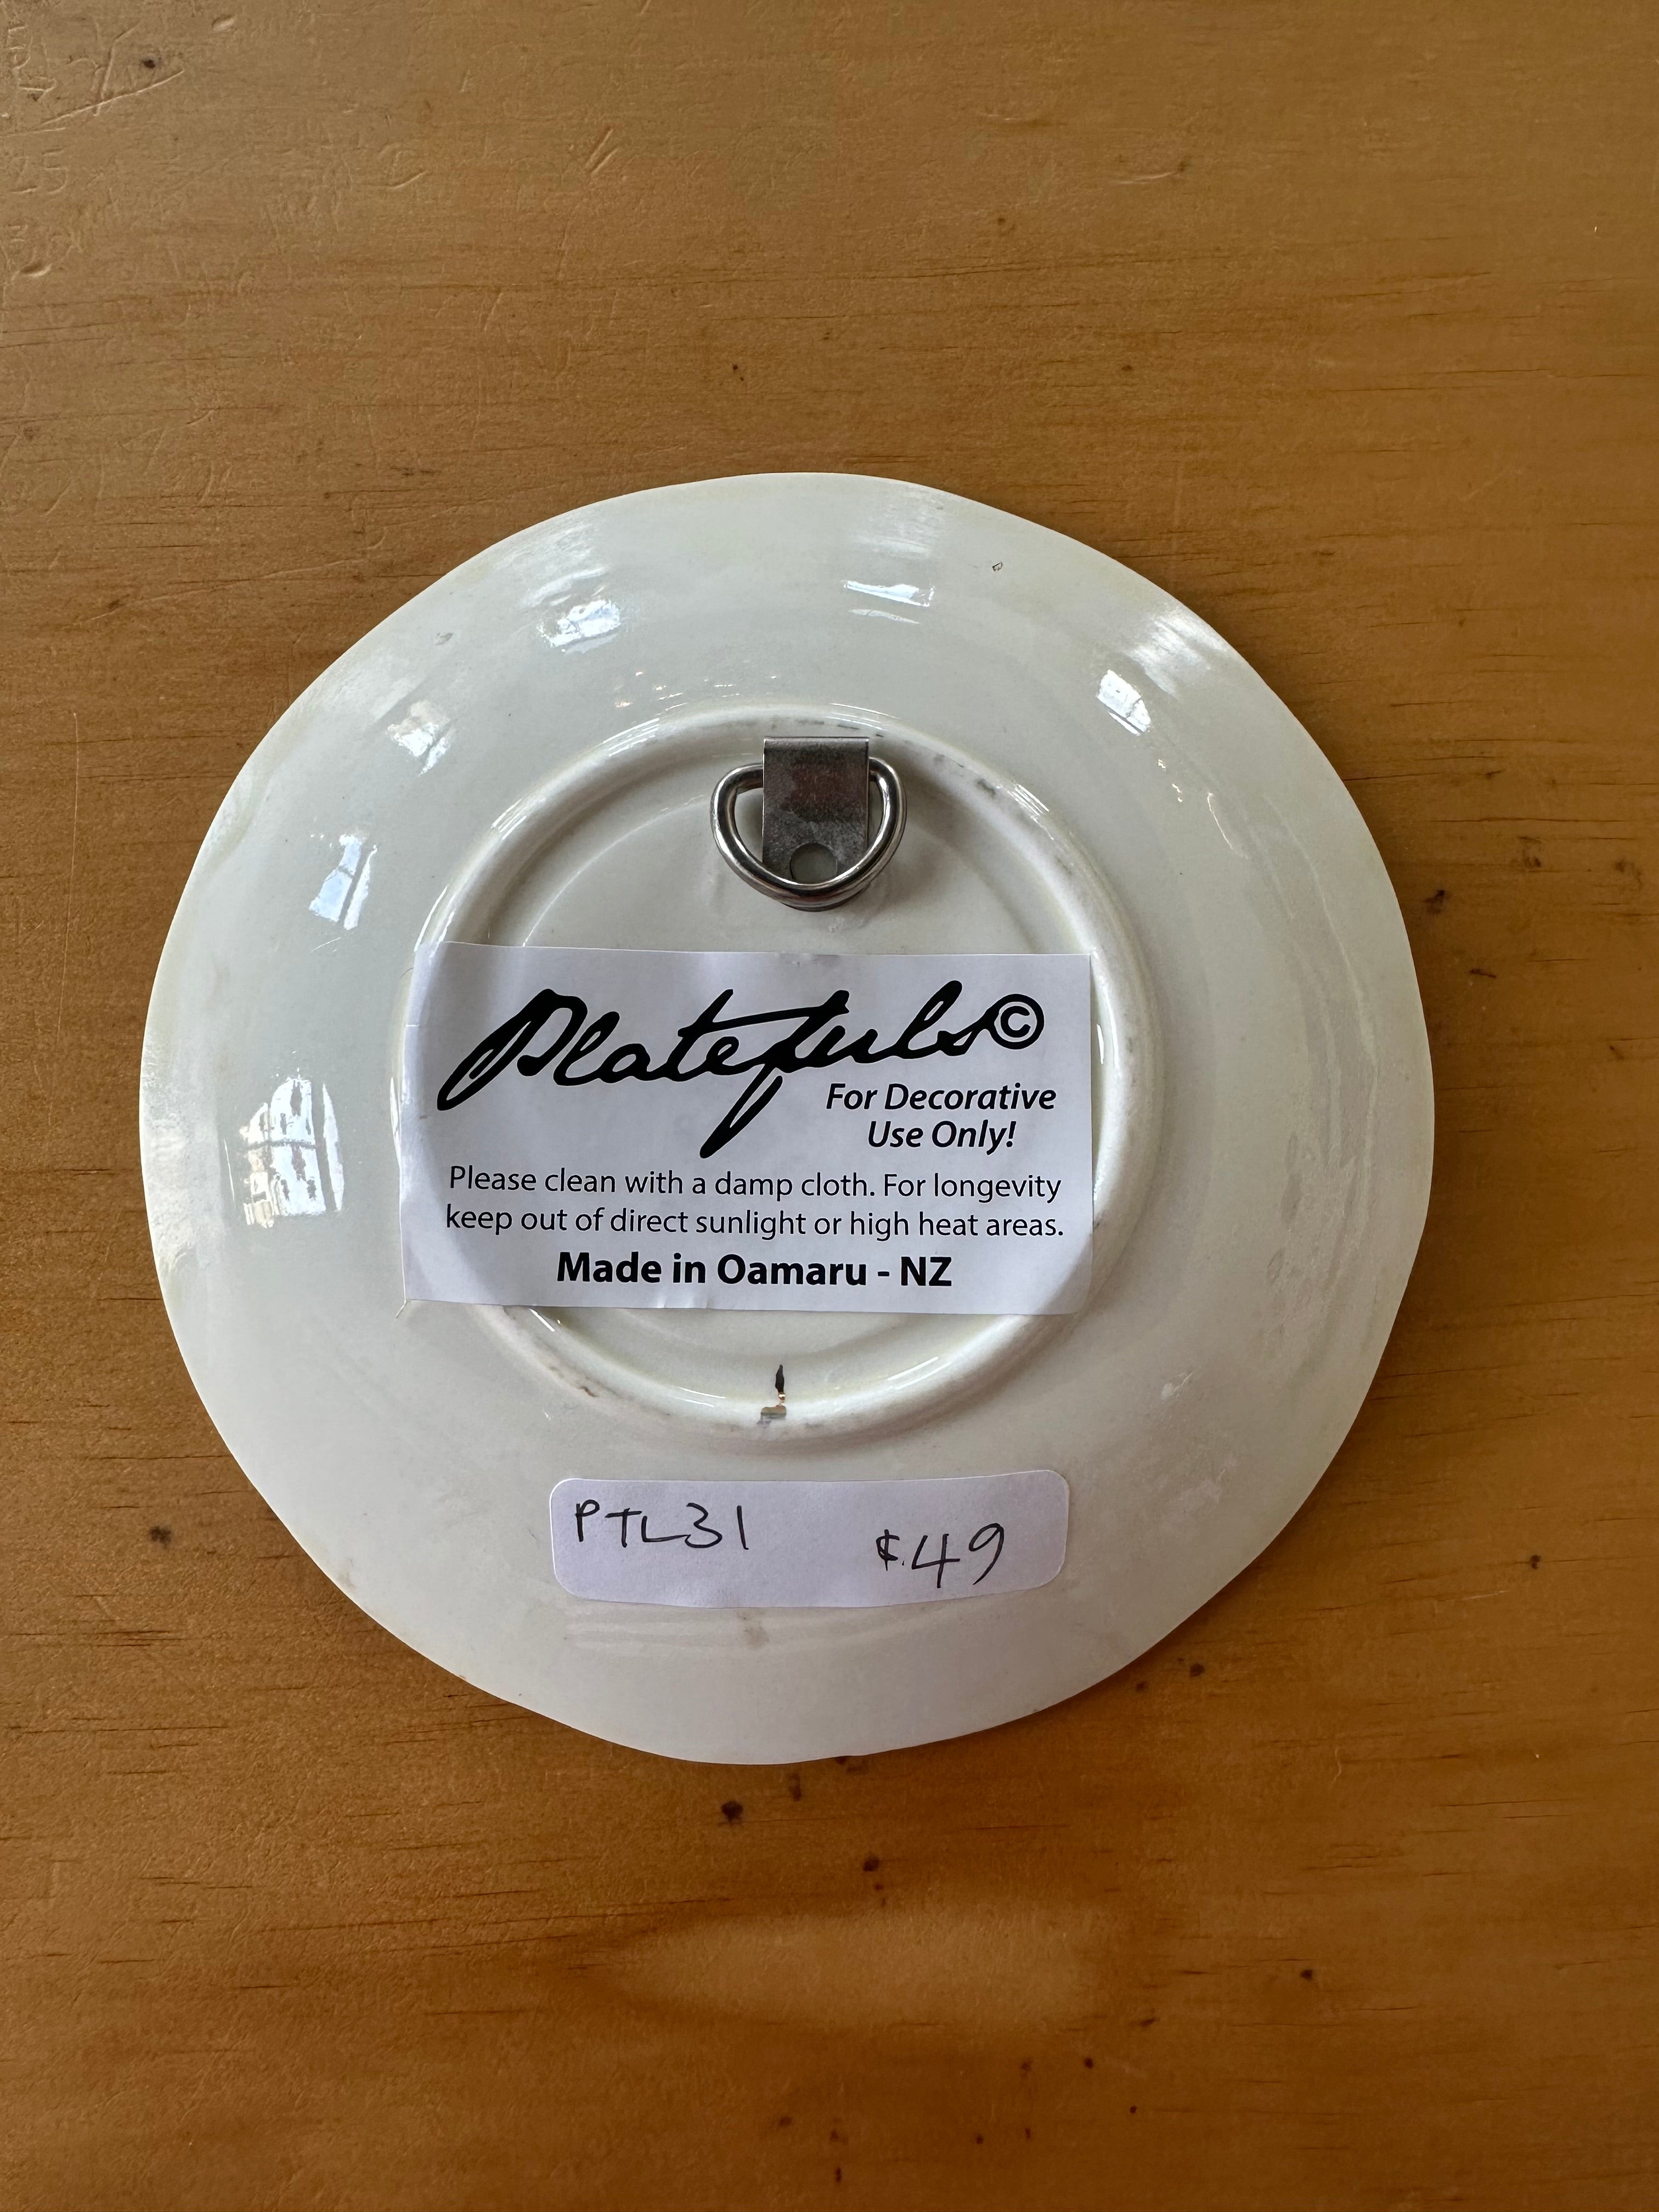 Platefuls©
For Decorative
Use Only!
Please clean with a damp cloth. For longevity
keep out of direct sunlight or high heat areas.
Made in Oamaru - NZ
PTL31 $49